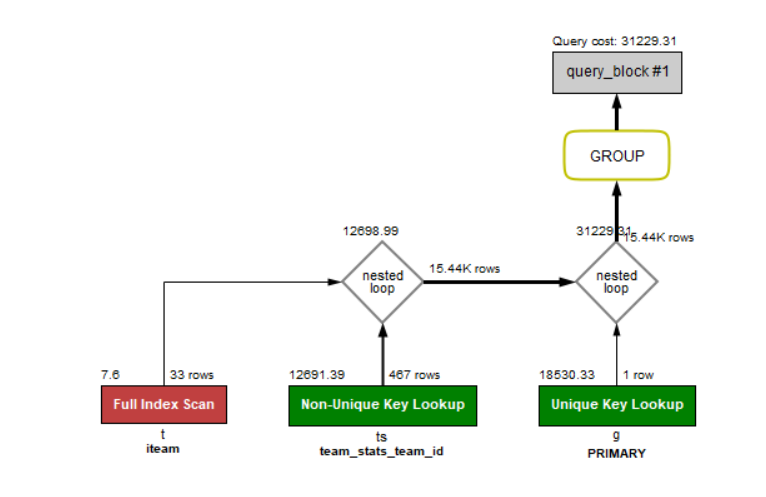 Query cost: 31229.31
query_block #1
GROUP
12698.99
31229.31
15.44K rows
nested
loop
15.44K rows
nested
loop
7.6
33 rows
12691.39
467 rows
18530.33
1 row
Full Index Scan
Non-Unique Key Lookup
Unique Key Lookup
t
ts
g
iteam
team_stats_team_id
PRIMARY